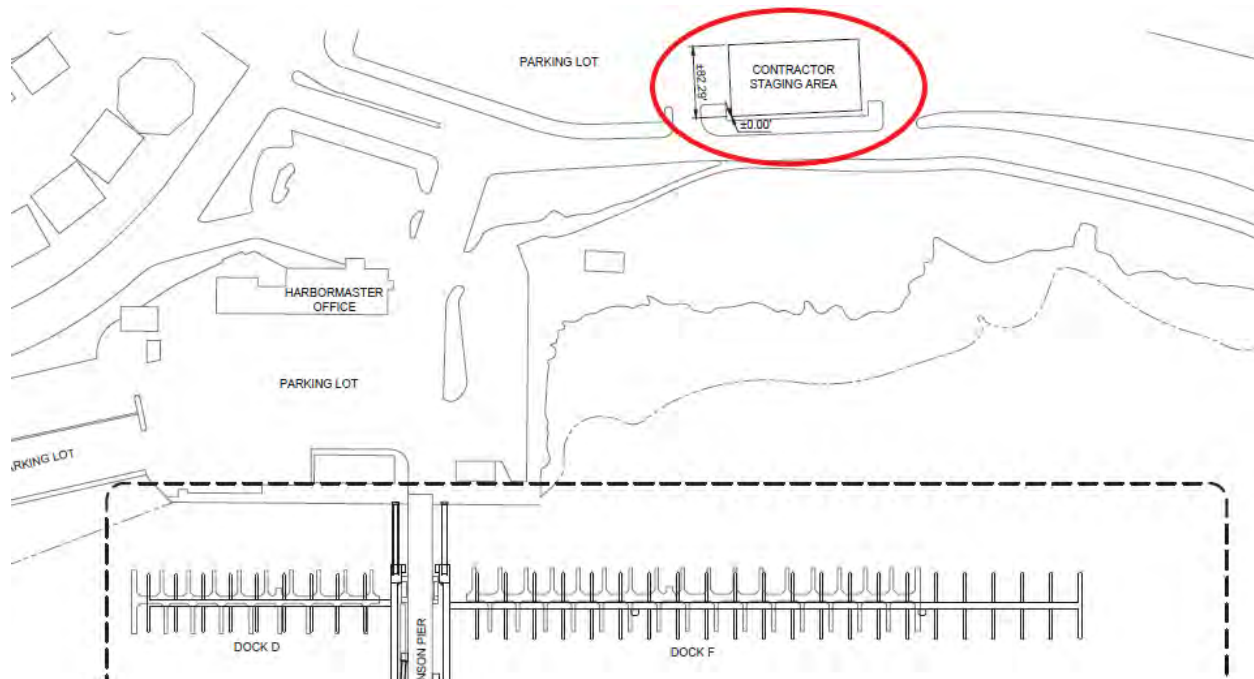 PARKING LOT
CONTRACTOR
STAGING AREA
±82.29'
±0.00'
HARBORMASTER
OFFICE
PARKING LOT
ARKING LOT
DOCK D
NSON PIER
DOCK F